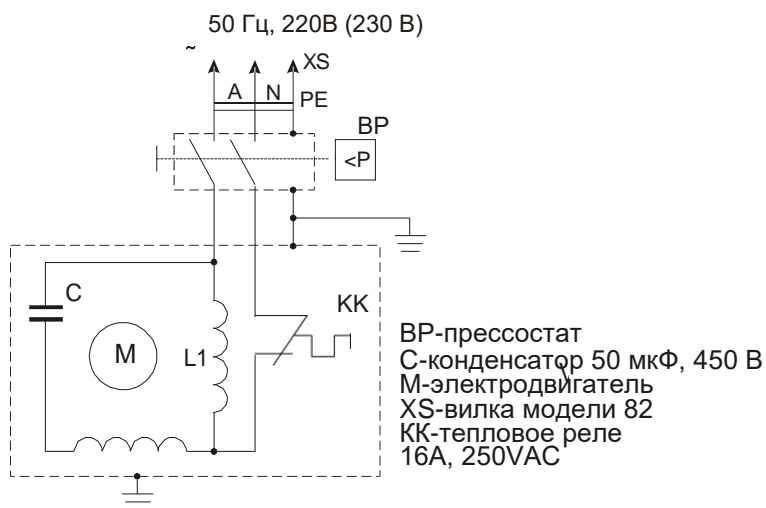 50 Гц, 220В (230 В)
~
XS
A N PE
BP
<P
C
KK
M
L1
ВР-прессостат
С-конденсатор 50 мкФ, 450 В
М-электродвигатель
XS-вилка модели 82
КК-тепловое реле
16А, 250VAC